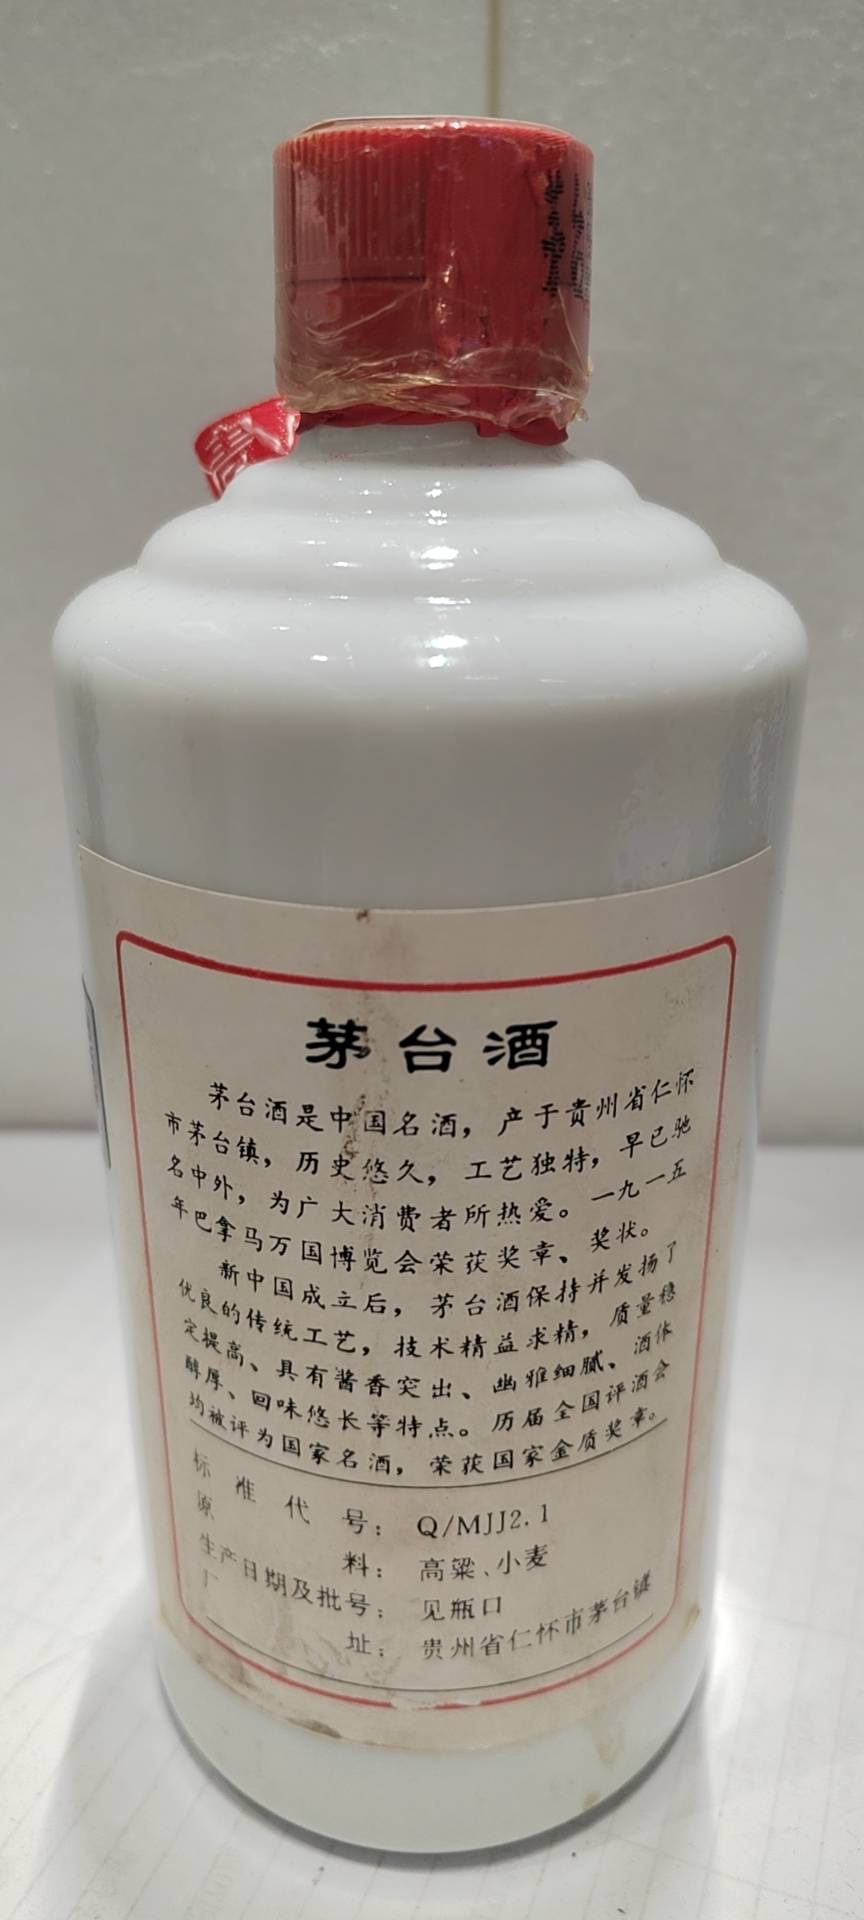 茅台酒
茅台酒是中国名酒，产于贵州省仁怀
市茅台镇，历史悠久，工艺独特，早已驰
名中外，为广大消费者所热爱。一九一五
年巴拿马万国博览会荣获奖章、奖状。
新中国成立后，茅台酒保持并发扬了
优良的传统工艺，技术精益求精，质量稳
定提高、具有酱香突出、幽雅细腻、酒体
醇厚、回味悠长等特点。历届全国评酒会
均被评为国家名酒，荣获国家金质奖章。
标准代号：Q/MJJ2.1
原料：高粱、小麦
生产日期及批号：见瓶口
厂址：贵州省仁怀市茅台镇